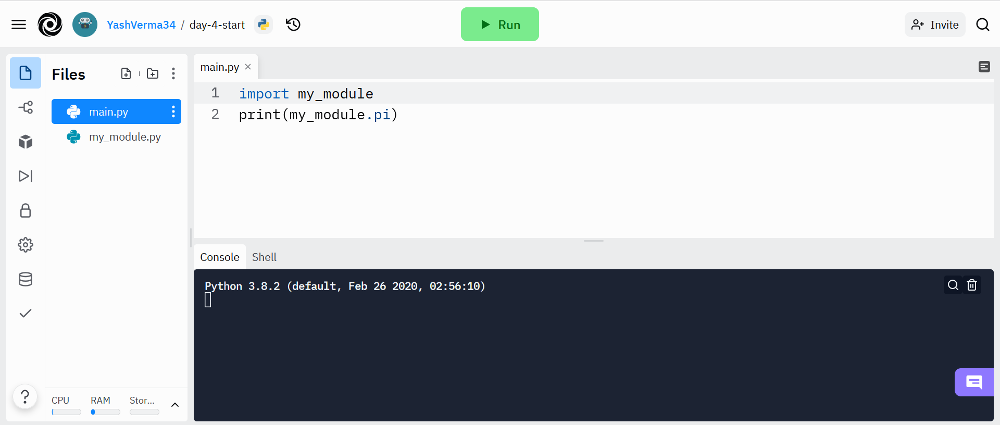 YashVerma34 / day-4-start
Run
Invite
Files
main.py
my_module.py
CPU RAM Stor...
main.py
1 import my_module
2 print(my_module.pi)
Console Shell
Python 3.8.2 (default, Feb 26 2020, 02:56:10)